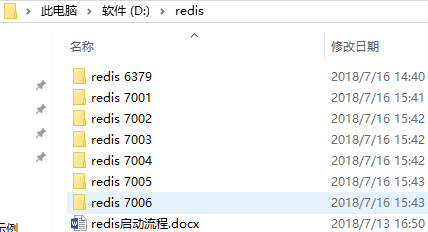 此电脑 > 软件 (D:) > redis
名称 修改日期
redis 6379 2018/7/16 14:40
redis 7001 2018/7/16 15:41
redis 7002 2018/7/16 15:42
redis 7003 2018/7/16 15:42
redis 7004 2018/7/16 15:42
redis 7005 2018/7/16 15:43
redis 7006 2018/7/16 15:43
redis启动流程.docx 2018/7/13 16:50
示例